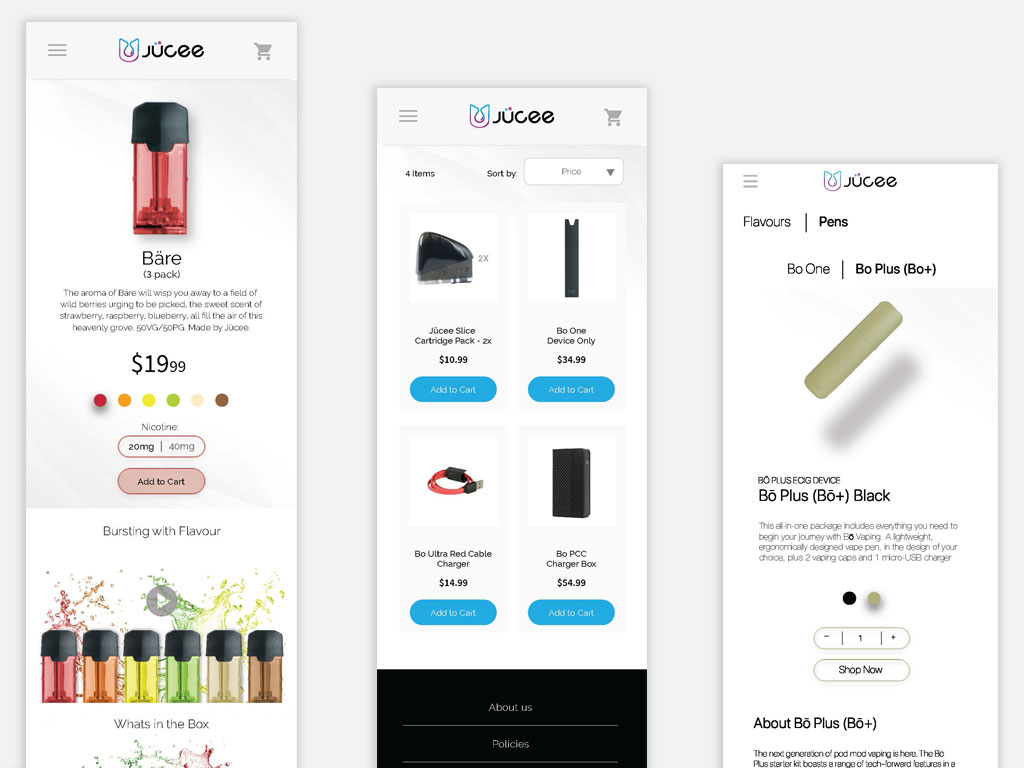 JÜCEE
Bäre
(3 pack)
The aroma of Bäre will wisp you away to a field of
wild berries urging to be picked, the sweet scent of
strawberry, raspberry, blueberry, all fill the air of this
heavenly grove. 50VG/50PG. Made by Jücee.
$19.99
Nicotine:
20mg | 40mg
Add to Cart
Bursting with Flavour
Whats in the Box
JÜCEE
4 Items
Sort by:
Price
2X
Jücee Slice
Cartridge Pack - 2x
$10.99
Add to Cart
Bo One
Device Only
$34.99
Add to Cart
Bo Ultra Red Cable
Charger
$14.99
Add to Cart
Bo PCC
Charger Box
$54.99
Add to Cart
About us
Policies
JÜCEE
Flavours | Pens
Bo One | Bo Plus (Bo+)
BŌ PLUS ECIG DEVICE
Bō Plus (Bō+) Black
This all-in-one package includes everything you need to
begin your journey with Bō Vaping. A lightweight,
ergonomically designed vape pen, in the design of your
choice, plus 2 vaping caps and 1 micro-USB charger
− | 1 | +
Shop Now
About Bō Plus (Bō+)
The next generation of pod mod vaping is here. The Bō
Plus starter kit boasts a range of tech-forward features in a